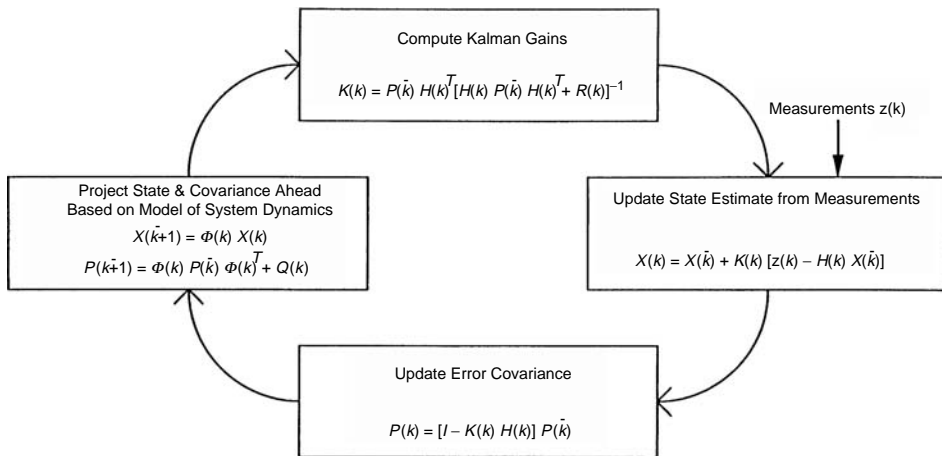 Compute Kalman Gains
K(k) = P(k̄) H(k)ᵀ[H(k) P(k̄) H(k)ᵀ + R(k)]⁻¹
Measurements z(k)
Project State & Covariance Ahead
Based on Model of System Dynamics
X(k̄+1) = Φ(k) X(k)
P(k̄+1) = Φ(k) P(k̄) Φ(k)ᵀ + Q(k)
Update State Estimate from Measurements
X(k) = X(k̄) + K(k) [z(k) – H(k) X(k̄)]
Update Error Covariance
P(k) = [I – K(k) H(k)] P(k̄)